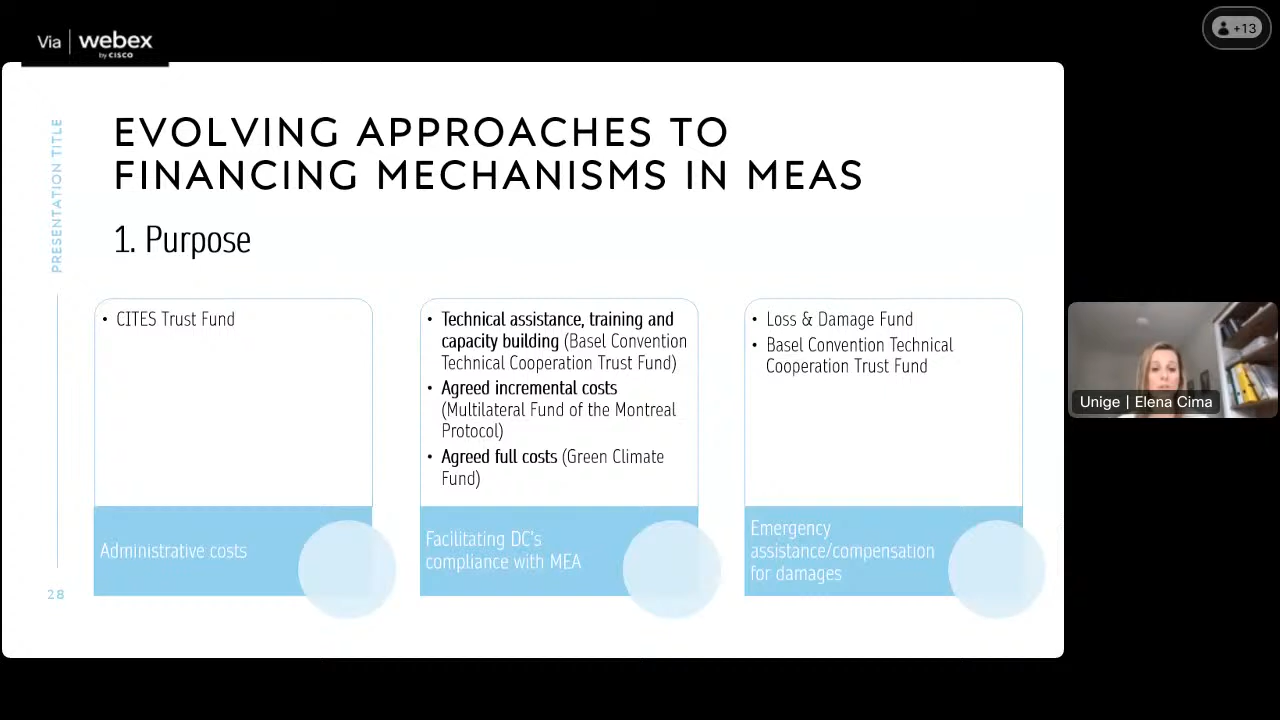 Via | webex
by CISCO
+13
PRESENTATION TITLE
EVOLVING APPROACHES TO
FINANCING MECHANISMS IN MEAS
1. Purpose
• CITES Trust Fund
Administrative costs
• Technical assistance, training and
capacity building (Basel Convention
Technical Cooperation Trust Fund)
• Agreed incremental costs
(Multilateral Fund of the Montreal
Protocol)
• Agreed full costs (Green Climate
Fund)
Facilitating DC's
compliance with MEA
• Loss & Damage Fund
• Basel Convention Technical
Cooperation Trust Fund
Emergency
assistance/compensation
for damages
28
Unige | Elena Cima